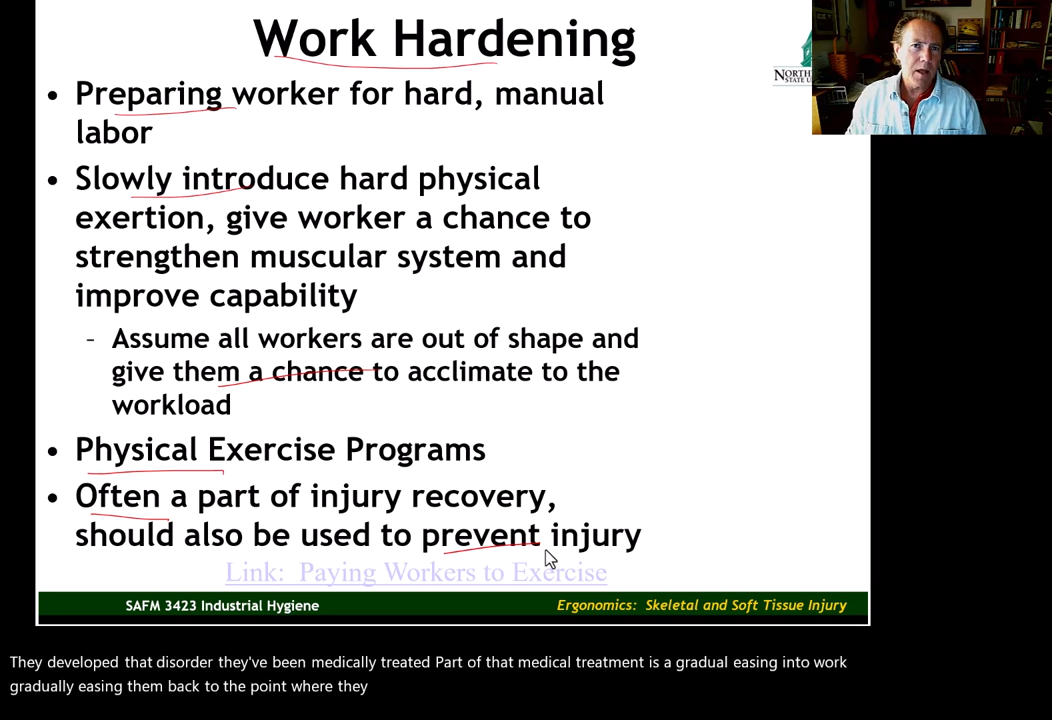 Work Hardening
NORTH
STATE U
• Preparing worker for hard, manual
labor
• Slowly introduce hard physical
exertion, give worker a chance to
strengthen muscular system and
improve capability
– Assume all workers are out of shape and
give them a chance to acclimate to the
workload
• Physical Exercise Programs
• Often a part of injury recovery,
should also be used to prevent injury
Link: Paying Workers to Exercise
SAFM 3423 Industrial Hygiene
Ergonomics: Skeletal and Soft Tissue Injury
They developed that disorder they've been medically treated Part of that medical treatment is a gradual easing into work
gradually easing them back to the point where they